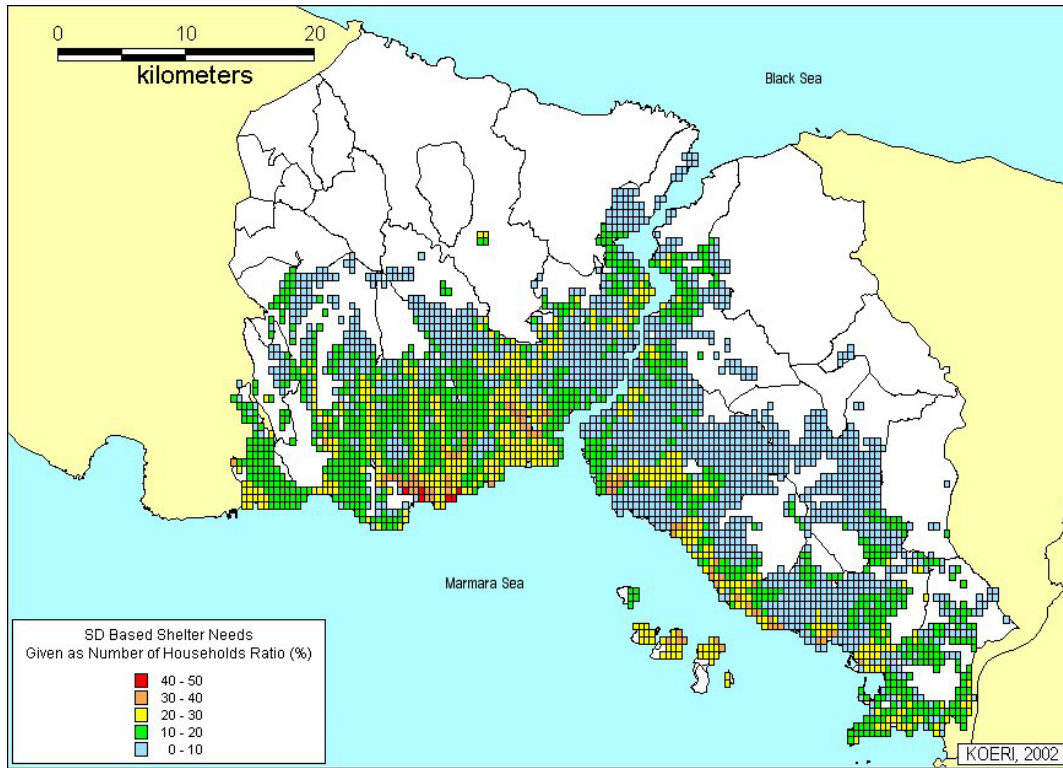 0 10 20
kilometers
Black Sea
Marmara Sea
SD Based Shelter Needs
Given as Number of Households Ratio (%)
40 - 50
30 - 40
20 - 30
10 - 20
0 - 10
KOERI, 2002